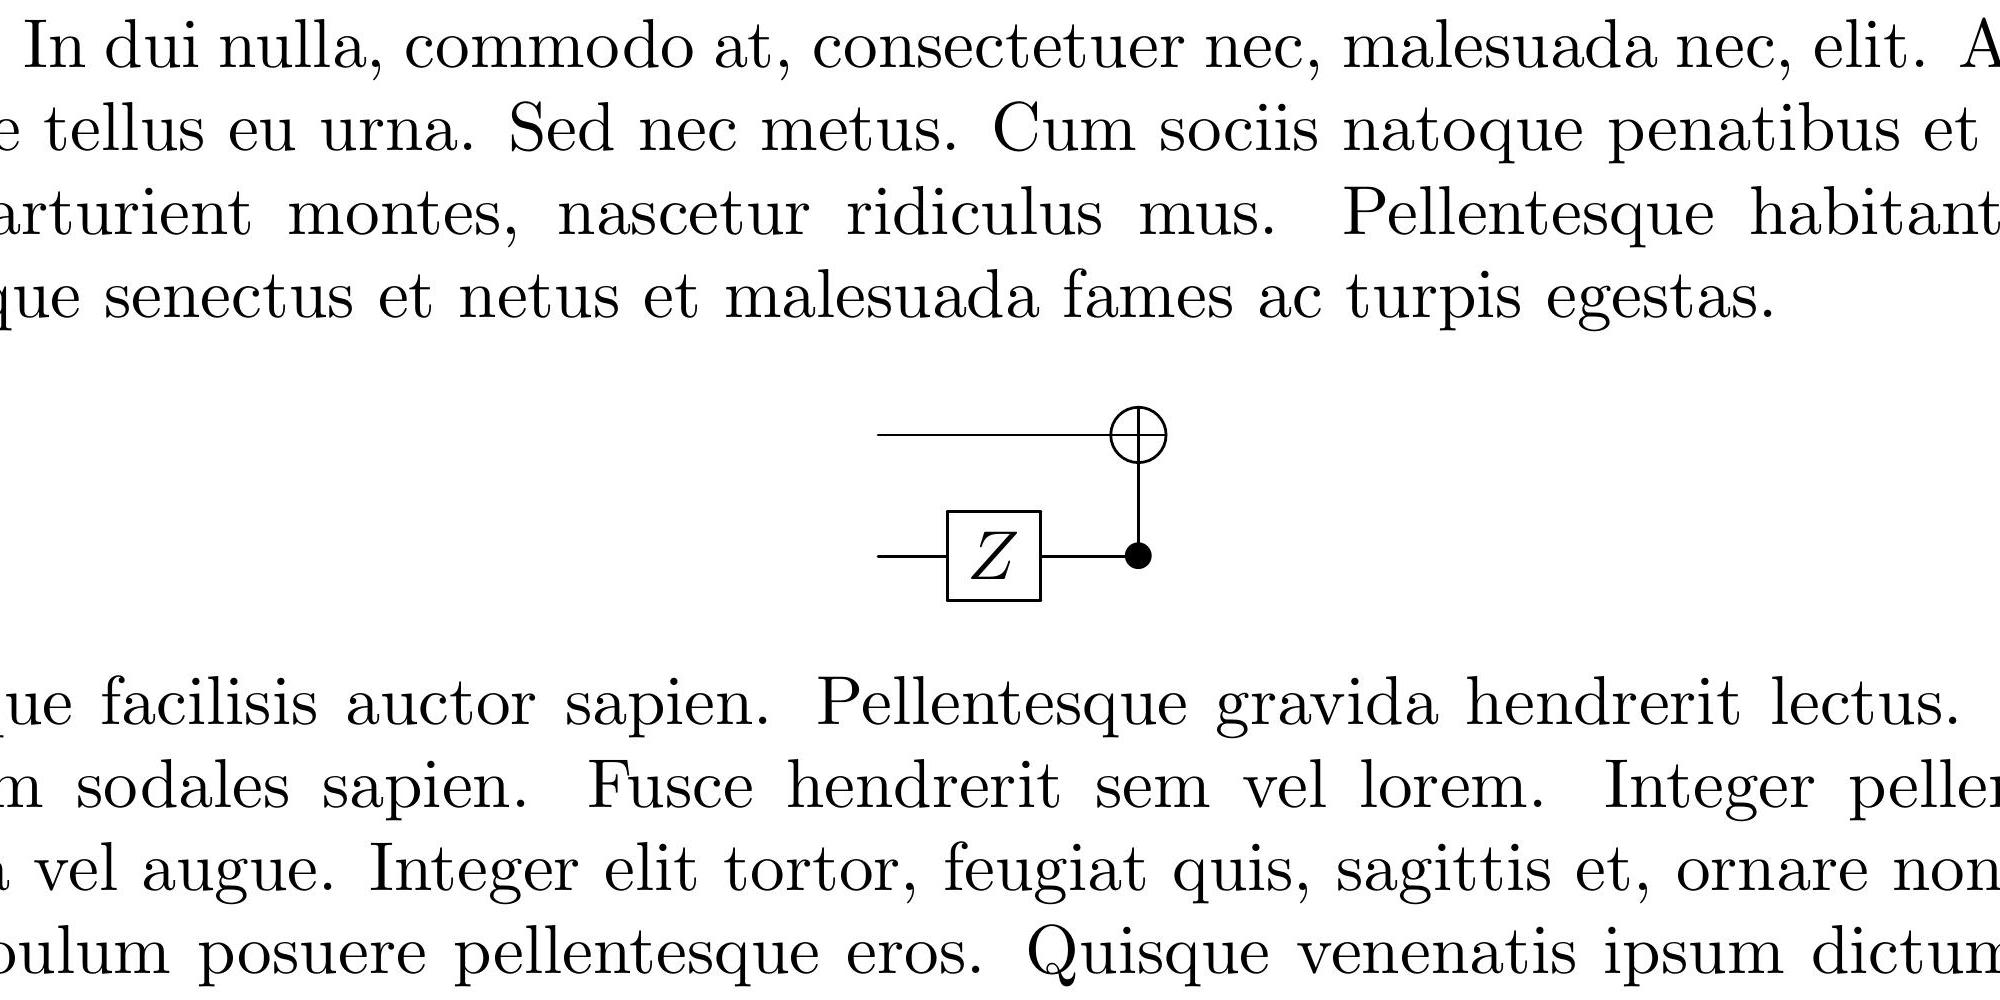 In dui nulla, commodo at, consectetuer nec, malesuada nec, elit. A
e tellus eu urna. Sed nec metus. Cum sociis natoque penatibus et
arturient montes, nascetur ridiculus mus. Pellentesque habitant
que senectus et netus et malesuada fames ac turpis egestas.
Z
ue facilisis auctor sapien. Pellentesque gravida hendrerit lectus.
m sodales sapien. Fusce hendrerit sem vel lorem. Integer pellen
vel augue. Integer elit tortor, feugiat quis, sagittis et, ornare non
bulum posuere pellentesque eros. Quisque venenatis ipsum dictum